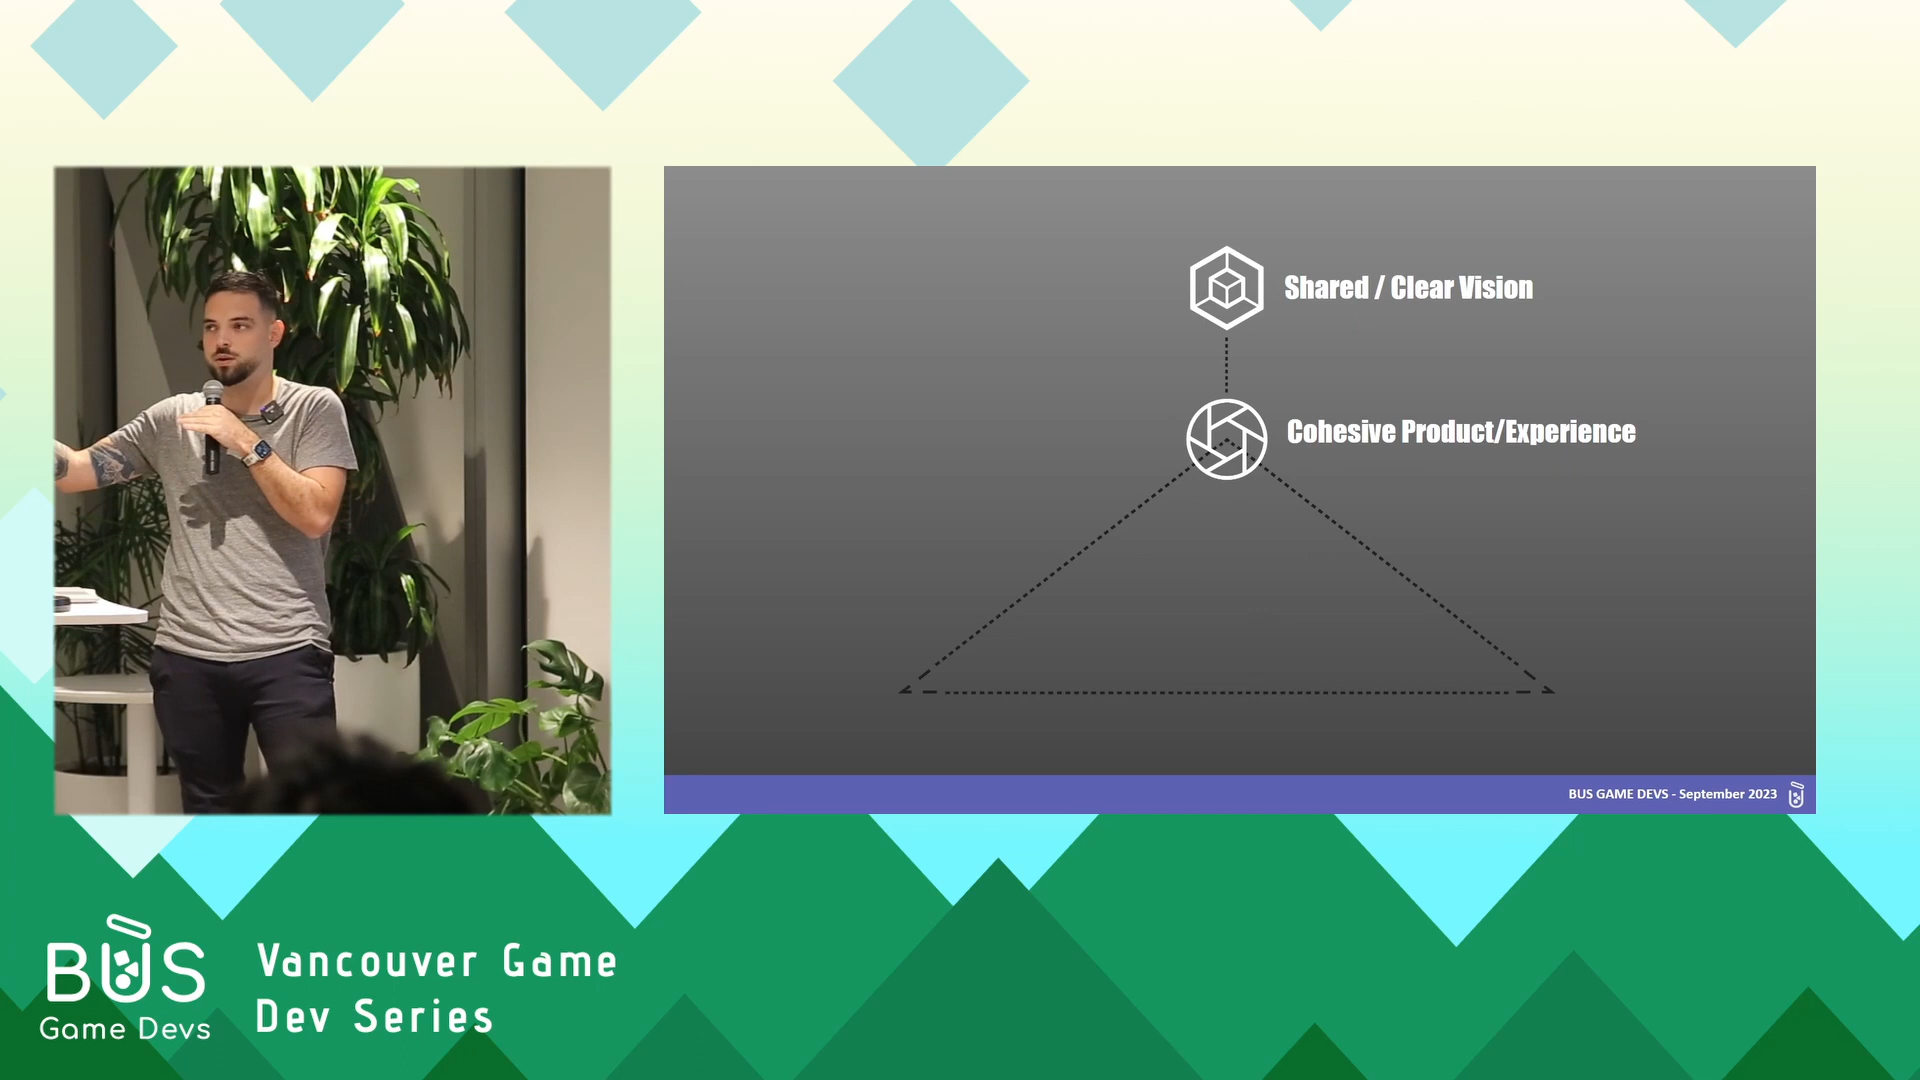 Shared / Clear Vision
Cohesive Product/Experience
BUS GAME DEVS - September 2023
BUS
Game Devs
Vancouver Game
Dev Series